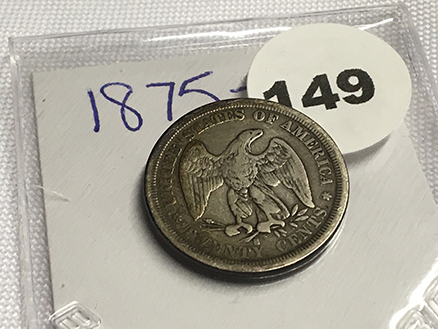 1875-
149
UNITED STATES OF AMERICA
TWENTY CENTS.